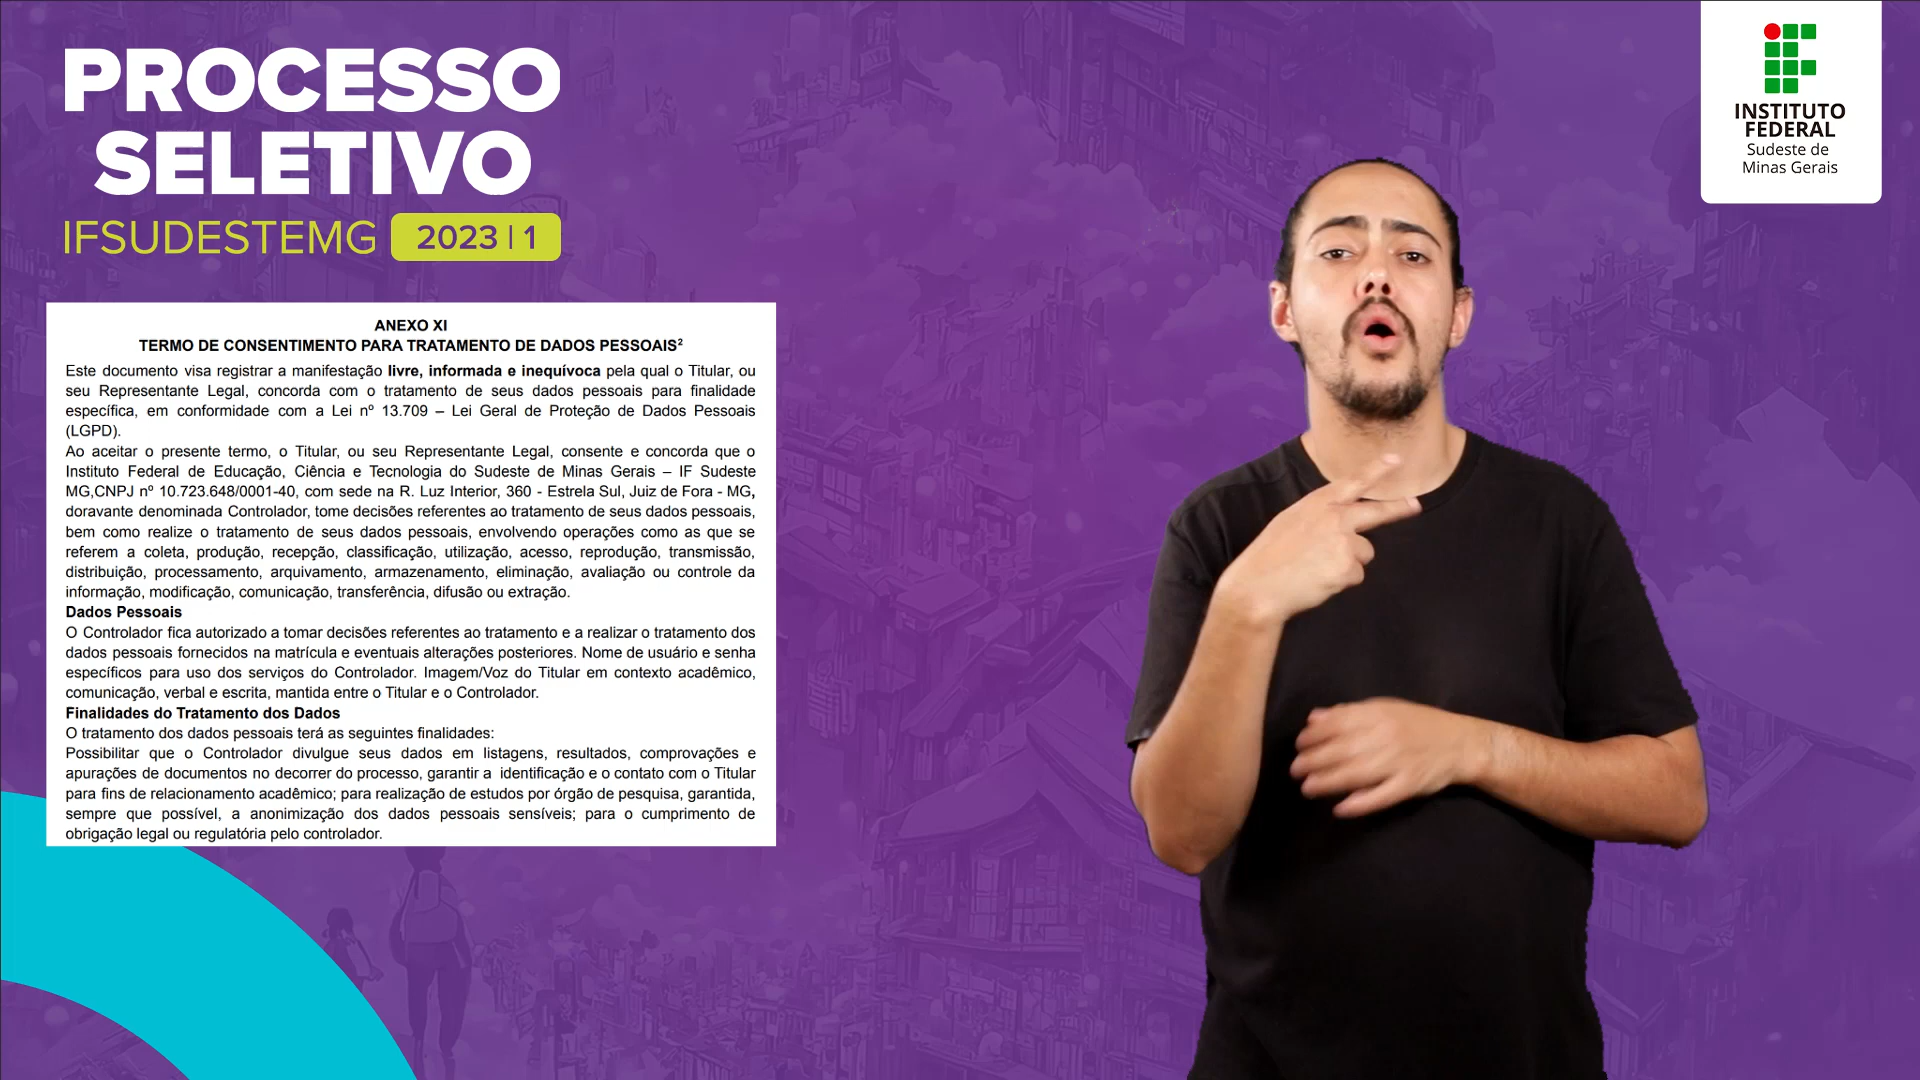 PROCESSO
SELETIVO
IFSUDESTEMG 2023 | 1
INSTITUTO
FEDERAL
Sudeste de
Minas Gerais
ANEXO XI
TERMO DE CONSENTIMENTO PARA TRATAMENTO DE DADOS PESSOAIS²
Este documento visa registrar a manifestação livre, informada e inequívoca pela qual o Titular, ou
seu Representante Legal, concorda com o tratamento de seus dados pessoais para finalidade
específica, em conformidade com a Lei nº 13.709 – Lei Geral de Proteção de Dados Pessoais
(LGPD).
Ao aceitar o presente termo, o Titular, ou seu Representante Legal, consente e concorda que o
Instituto Federal de Educação, Ciência e Tecnologia do Sudeste de Minas Gerais – IF Sudeste
MG,CNPJ nº 10.723.648/0001-40, com sede na R. Luz Interior, 360 - Estrela Sul, Juiz de Fora - MG,
doravante denominada Controlador, tome decisões referentes ao tratamento de seus dados pessoais,
bem como realize o tratamento de seus dados pessoais, envolvendo operações como as que se
referem a coleta, produção, recepção, classificação, utilização, acesso, reprodução, transmissão,
distribuição, processamento, arquivamento, armazenamento, eliminação, avaliação ou controle da
informação, modificação, comunicação, transferência, difusão ou extração.
Dados Pessoais
O Controlador fica autorizado a tomar decisões referentes ao tratamento e a realizar o tratamento dos
dados pessoais fornecidos na matrícula e eventuais alterações posteriores. Nome de usuário e senha
específicos para uso dos serviços do Controlador. Imagem/Voz do Titular em contexto acadêmico,
comunicação, verbal e escrita, mantida entre o Titular e o Controlador.
Finalidades do Tratamento dos Dados
O tratamento dos dados pessoais terá as seguintes finalidades:
Possibilitar que o Controlador divulgue seus dados em listagens, resultados, comprovações e
apurações de documentos no decorrer do processo, garantir a identificação e o contato com o Titular
para fins de relacionamento acadêmico; para realização de estudos por órgão de pesquisa, garantida,
sempre que possível, a anonimização dos dados pessoais sensíveis; para o cumprimento de
obrigação legal ou regulatória pelo controlador.